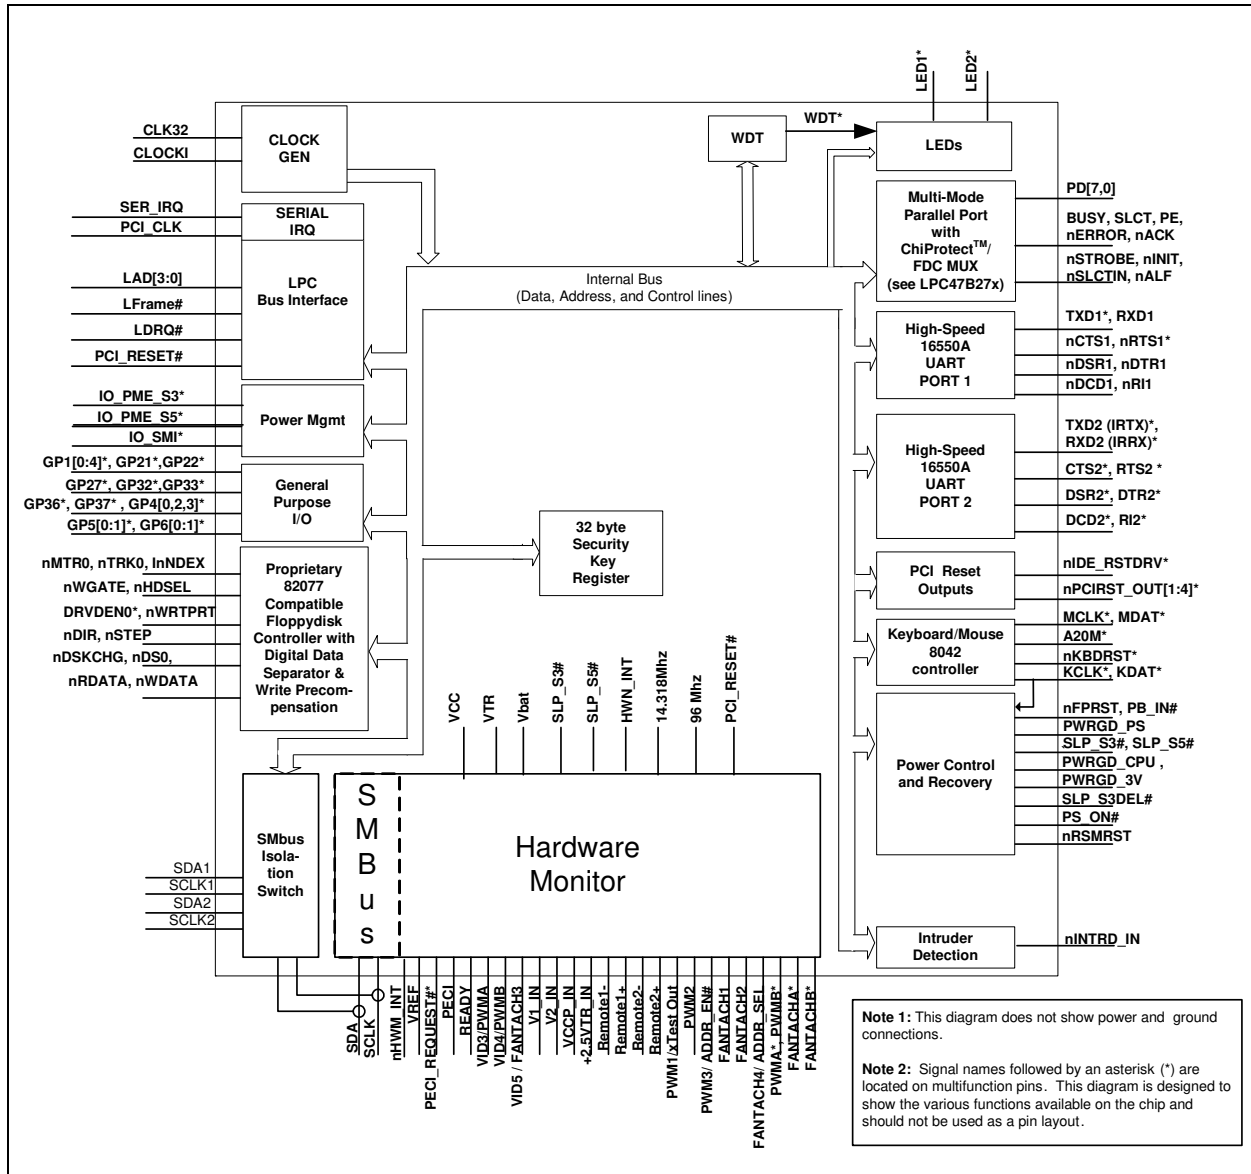 LED1*
LED2*
CLK32
CLOCKI
CLOCK
GEN
WDT
WDT*
LEDs
SER_IRQ
PCI_CLK
SERIAL
IRQ
LAD[3:0]
LFrame#
LDRQ#
PCI_RESET#
LPC
Bus Interface
Internal Bus
(Data, Address, and Control lines)
Multi-Mode
Parallel Port
with
ChiProtect™/
FDC MUX
(see LPC47B27x)
PD[7,0]
BUSY, SLCT, PE,
nERROR, nACK
nSTROBE, nINIT,
nSLCTIN, nALF
High-Speed
16550A
UART
PORT 1
TXD1*, RXD1
nCTS1, nRTS1*
nDSR1, nDTR1
nDCD1, nRI1
IO_PME_S3*
IO_PME_S5*
IO_SMI*
Power Mgmt
High-Speed
16550A
UART
PORT 2
TXD2 (IRTX)*,
RXD2 (IRRX)*
CTS2*, RTS2 *
DSR2*, DTR2*
DCD2*, RI2*
GP1[0:4]*, GP21*,GP22*
GP27*, GP32*,GP33*
GP36*, GP37* , GP4[0,2,3]*
GP5[0:1]*, GP6[0:1]*
General
Purpose
I/O
32 byte
Security
Key
Register
nMTR0, nTRK0, InNDEX
nWGATE, nHDSEL
DRVDEN0*, nWRTPRT
nDIR, nSTEP
nDSKCHG, nDS0,
nRDATA, nWDATA
Proprietary
82077
Compatible
Floppydisk
Controller with
Digital Data
Separator &
Write Precom-
pensation
PCI Reset
Outputs
nIDE_RSTDRV*
nPCIRST_OUT[1:4]*
Keyboard/Mouse
8042
controller
MCLK*, MDAT*
A20M*
nKBDRST*
KCLK*, KDAT*
Power Control
and Recovery
nFPRST, PB_IN#
PWRGD_PS
SLP_S3#, SLP_S5#
PWRGD_CPU ,
PWRGD_3V
SLP_S3DEL#
PS_ON#
nRSMRST
VCC
VTR
Vbat
SLP_S3#
SLP_S5#
HWN_INT
14.318Mhz
96 Mhz
PCI_RESET#
SMbus
Isola-
tion
Switch
SDA1
SCLK1
SDA2
SCLK2
SMBus
Hardware
Monitor
Intruder
Detection
nINTRD_IN
SDA
SCLK
nHWM_INT
VREF
PECI_REQUEST#*
PECI
READY
VID3/PWMA
VID4/PWMB
VID5 / FANTACH3
V1_IN
V2_IN
VCCP_IN
+2.5VTR_IN
Remote1-
Remote1+
Remote2-
Remote2+
PWM1/xTest Out
PWM2
PWM3/ ADDR_EN#
FANTACH1
FANTACH2
FANTACH4/ ADDR_SEL
PWMA*, PWMB*
FANTACHA*
FANTACHB*
Note 1: This diagram does not show power and ground
connections.
Note 2: Signal names followed by an asterisk (*) are
located on multifunction pins. This diagram is designed to
show the various functions available on the chip and
should not be used as a pin layout.